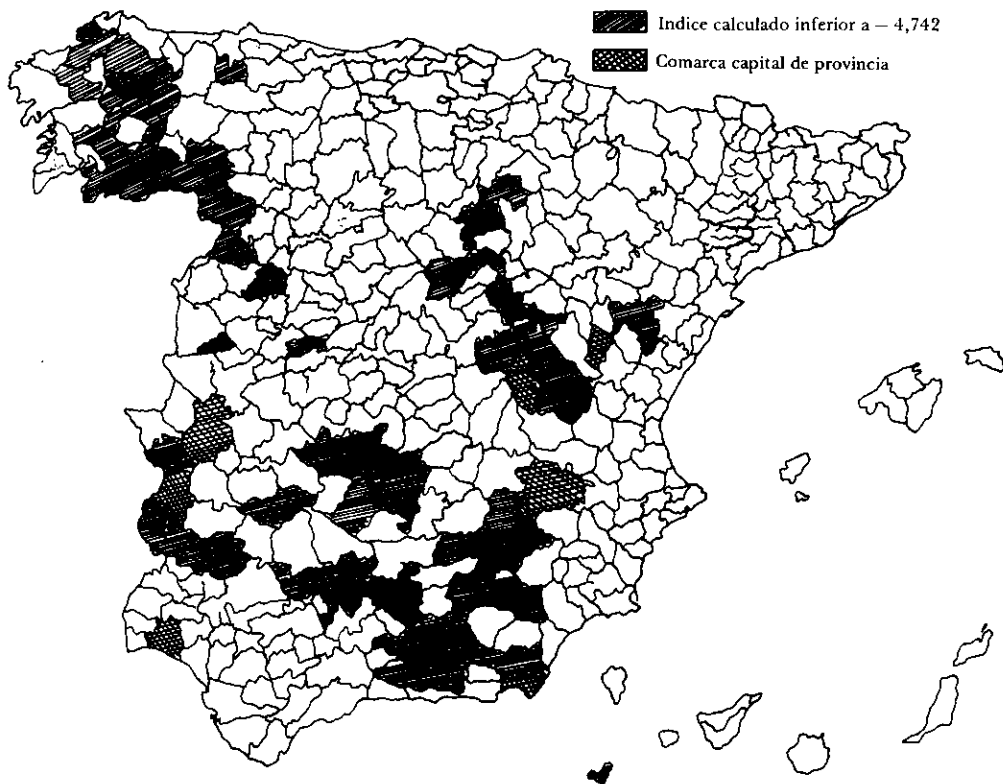 Indice calculado inferior a — 4,742
Comarca capital de provincia